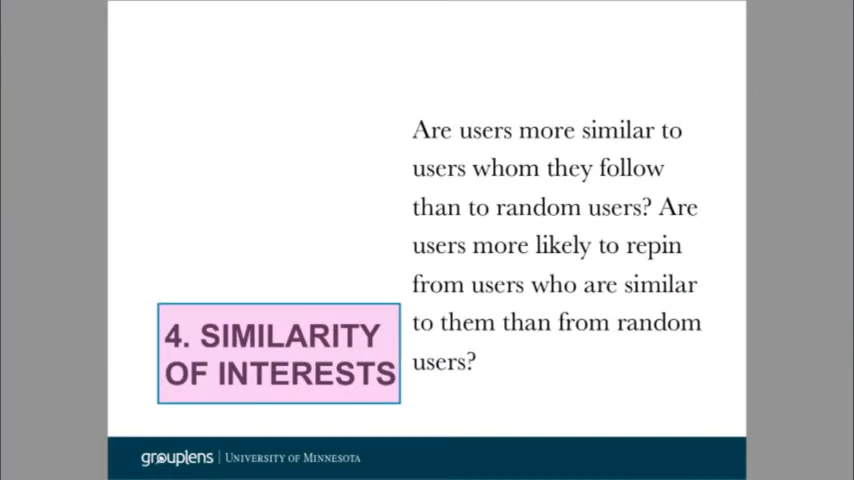 Are users more similar to
users whom they follow
than to random users? Are
users more likely to repin
from users who are similar
to them than from random
users?
4. SIMILARITY
OF INTERESTS
grouplens | UNIVERSITY OF MINNESOTA